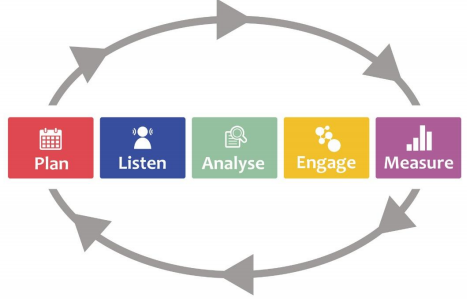 Plan
Listen
Analyse
Engage
Measure